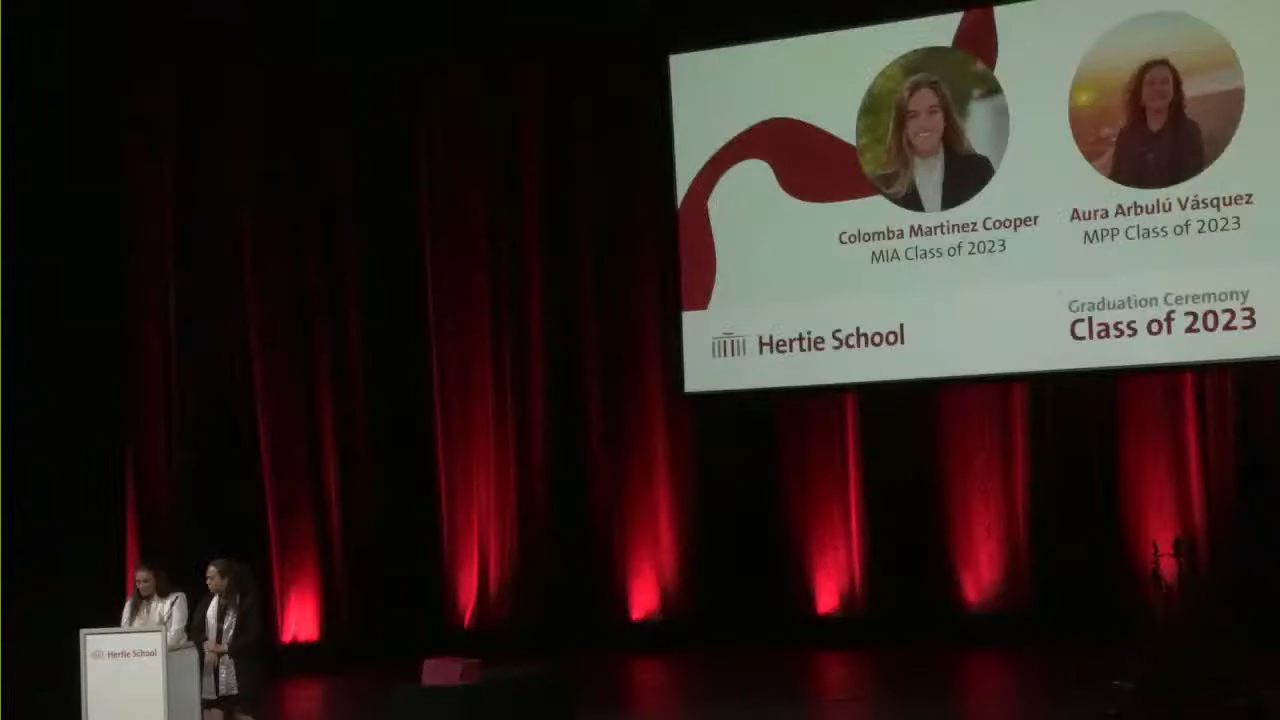 Colomba Martinez Cooper
MIA Class of 2023
Aura Arbulú Vásquez
MPP Class of 2023
Graduation Ceremony
Class of 2023
Hertie School
Hertie School